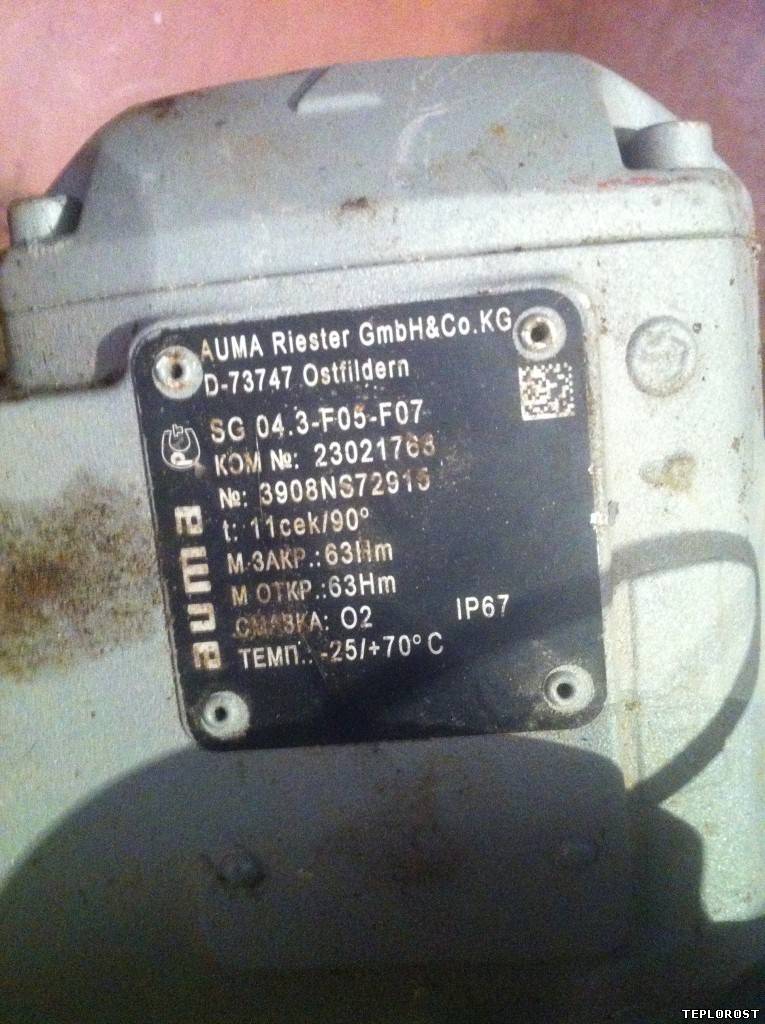 AUMA Riester GmbH&Co.KG
D-73747 Ostfildern
SG 04.3-F05-F07
КОМ №: 23021763
№: 3908NS72915
t: 11сек/90°
М ЗАКР.: 63Нm
М ОТКР.: 63Нm
СМАЗКА: O2 IP67
ТЕМП.: -25/+70°C
auma
TEPLOROST